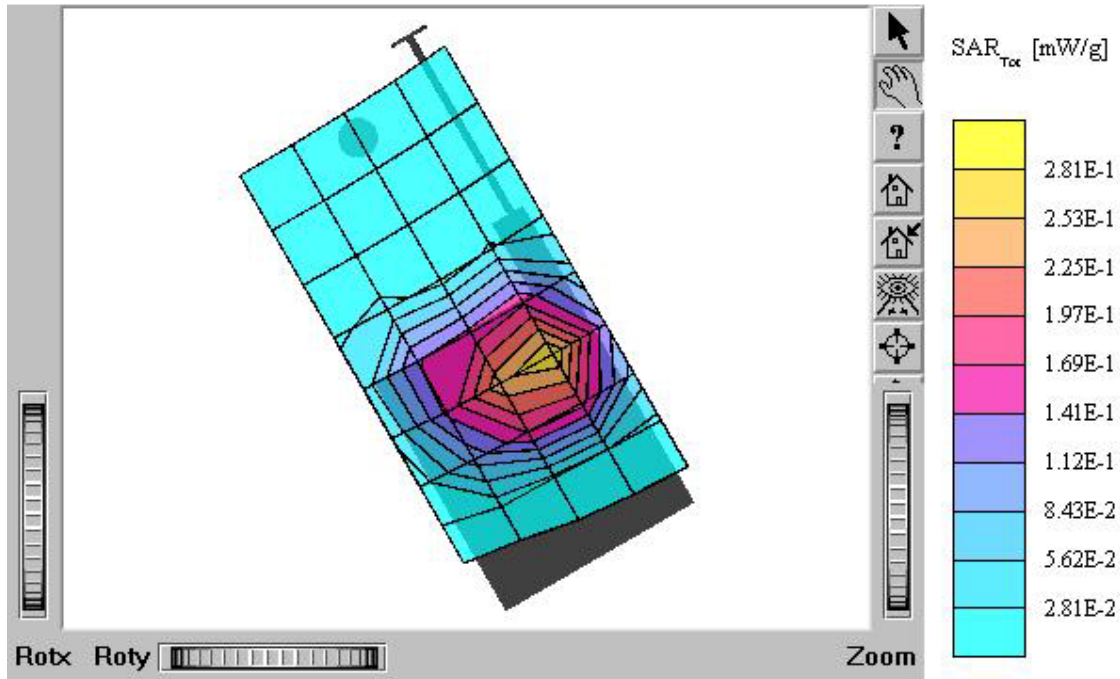 SAR_Tot [mW/g]
?
2.81E-1
2.53E-1
2.25E-1
1.97E-1
1.69E-1
1.41E-1
1.12E-1
8.43E-2
5.62E-2
2.81E-2
Rotx Roty Zoom